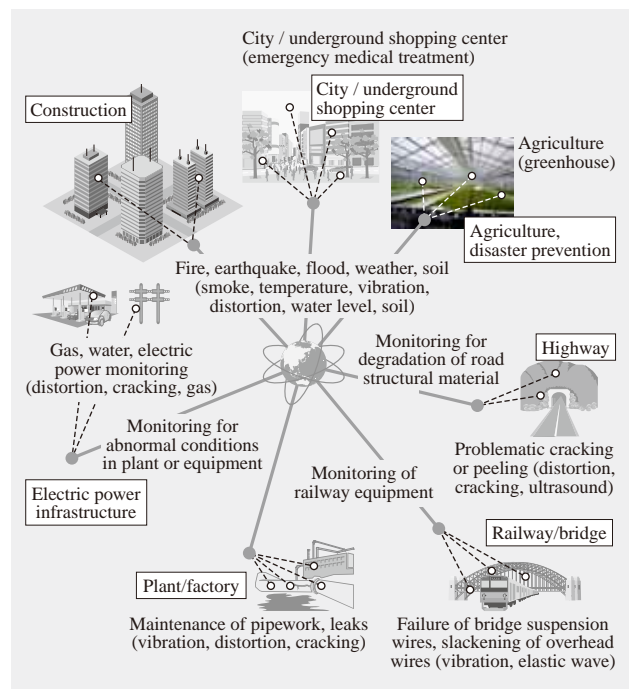 City / underground shopping center
(emergency medical treatment)
City / underground
shopping center
Construction
Agriculture
(greenhouse)
Agriculture,
disaster prevention
Fire, earthquake, flood, weather, soil
(smoke, temperature, vibration,
distortion, water level, soil)
Gas, water, electric
power monitoring
(distortion, cracking, gas)
Monitoring for
degradation of road
structural material
Highway
Monitoring for
abnormal conditions
in plant or equipment
Problematic cracking
or peeling (distortion,
cracking, ultrasound)
Monitoring of
railway equipment
Electric power
infrastructure
Railway/bridge
Plant/factory
Maintenance of pipework, leaks
(vibration, distortion, cracking)
Failure of bridge suspension
wires, slackening of overhead
wires (vibration, elastic wave)